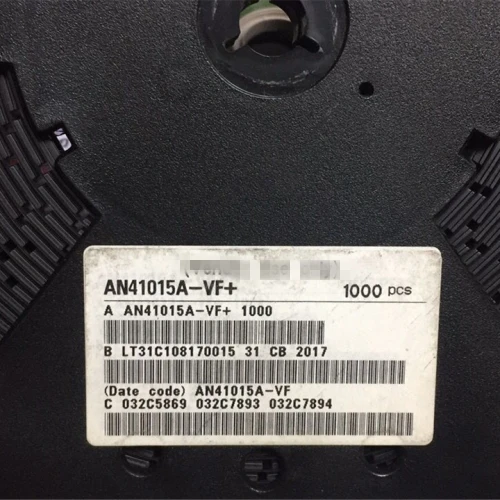 AN41015A-VF+ 1000 pcs
A AN41015A-VF+ 1000
B LT31C108170015 31 CB 2017
(Date code) AN41015A-VF
C 032C5869 032C7893 032C7894